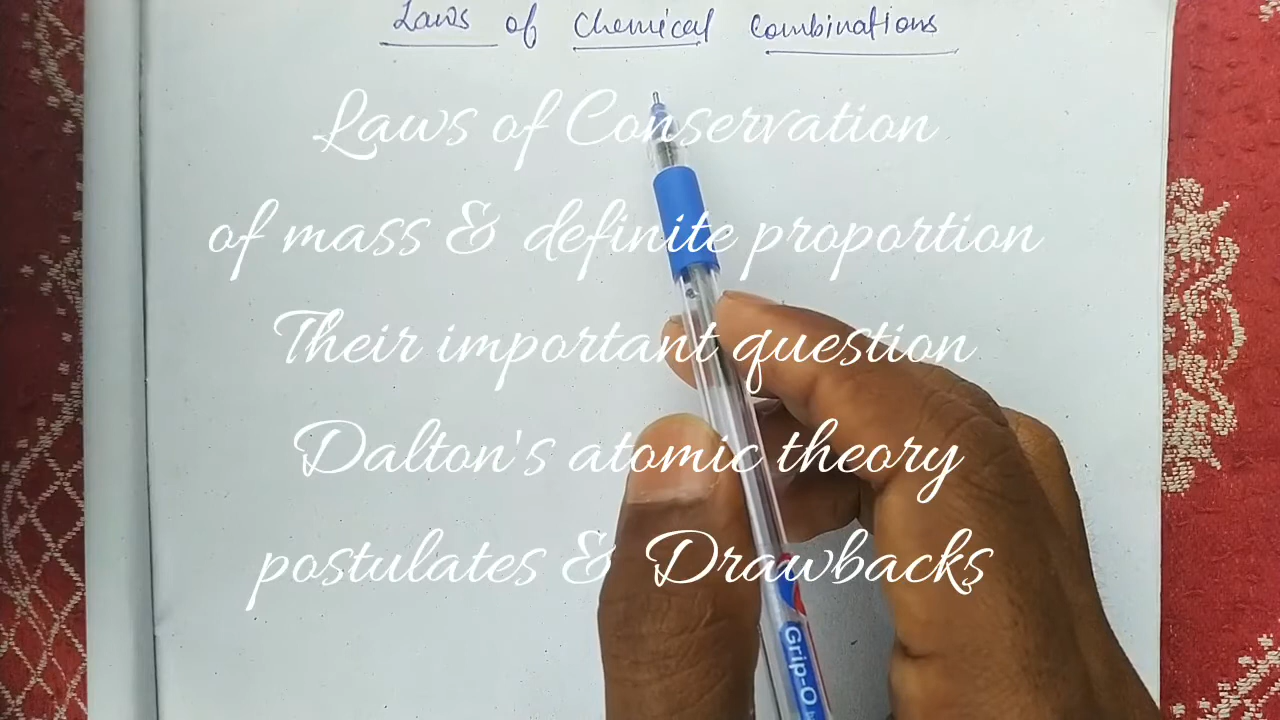 Laws of Chemical Combinations
Laws of Conservation
of mass & definite proportion
Their important question
Dalton's atomic theory
postulates & Drawbacks
Grip-O